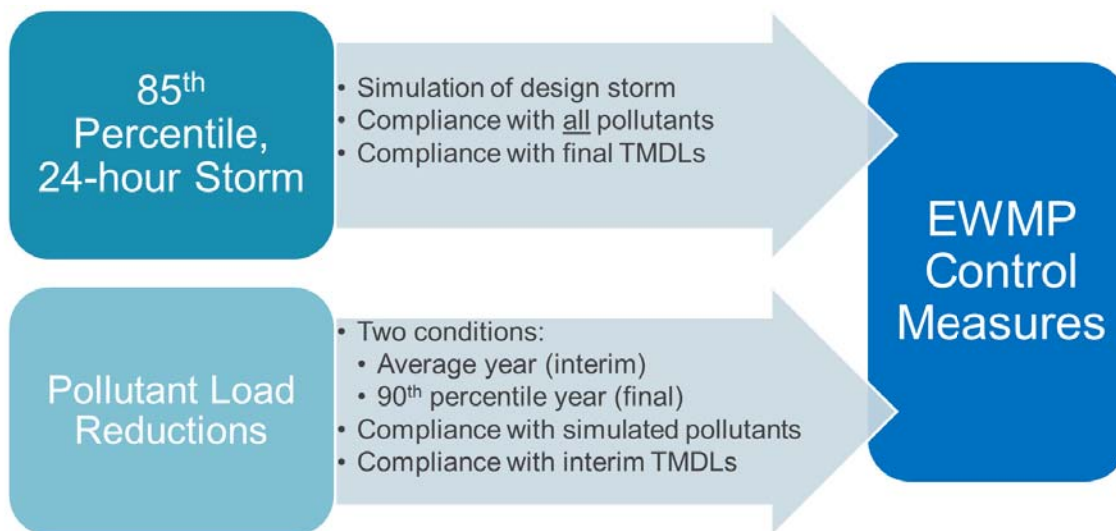 85th
Percentile,
24-hour Storm
• Simulation of design storm
• Compliance with all pollutants
• Compliance with final TMDLs
Pollutant Load
Reductions
• Two conditions:
• Average year (interim)
• 90th percentile year (final)
• Compliance with simulated pollutants
• Compliance with interim TMDLs
EWMP
Control
Measures